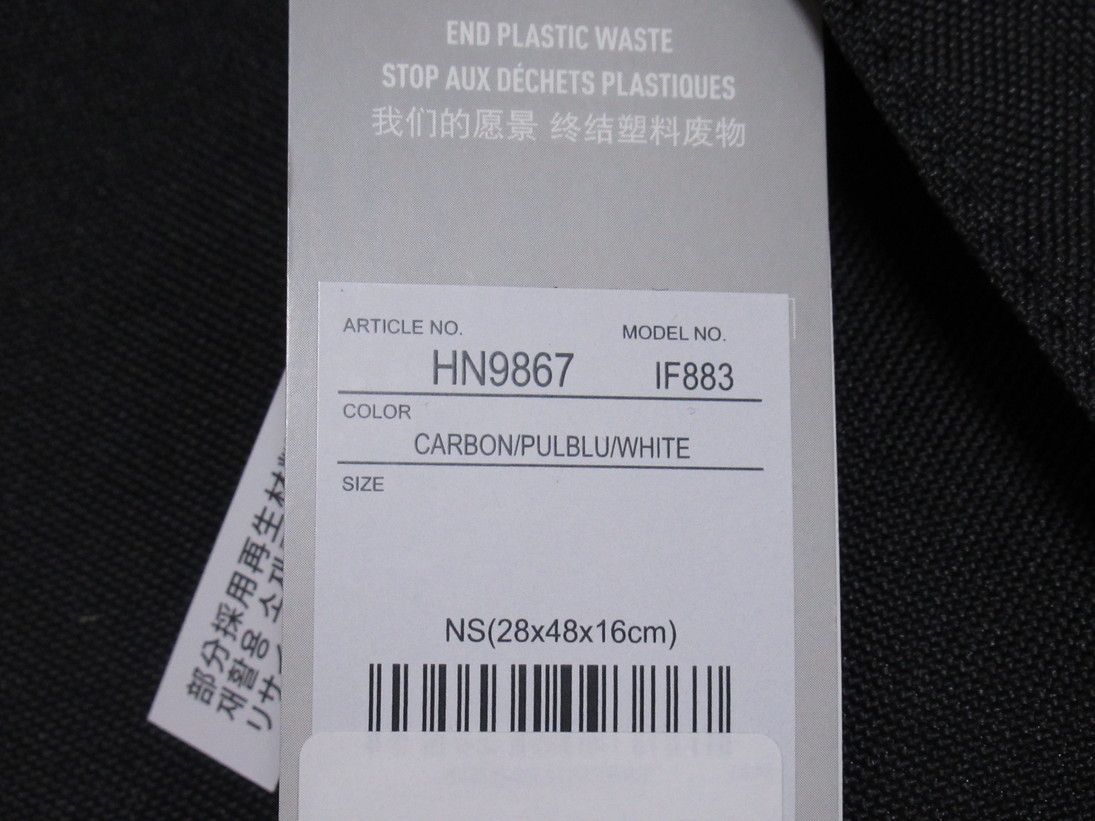 END PLASTIC WASTE
STOP AUX DÉCHETS PLASTIQUES
我们的愿景 终结塑料废物
ARTICLE NO.
MODEL NO.
HN9867
IF883
COLOR
CARBON/PULBLU/WHITE
SIZE
NS(28x48x16cm)
部分採用再生材
재활용 소재
リサ